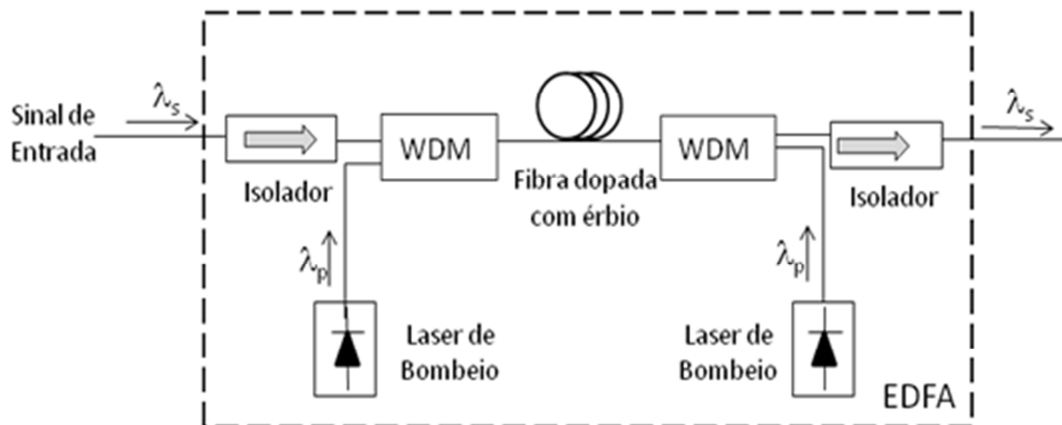 Sinal de
Entrada
λs
Isolador
WDM
Fibra dopada
com érbio
WDM
Isolador
λs
λp
Laser de
Bombeio
λp
Laser de
Bombeio
EDFA